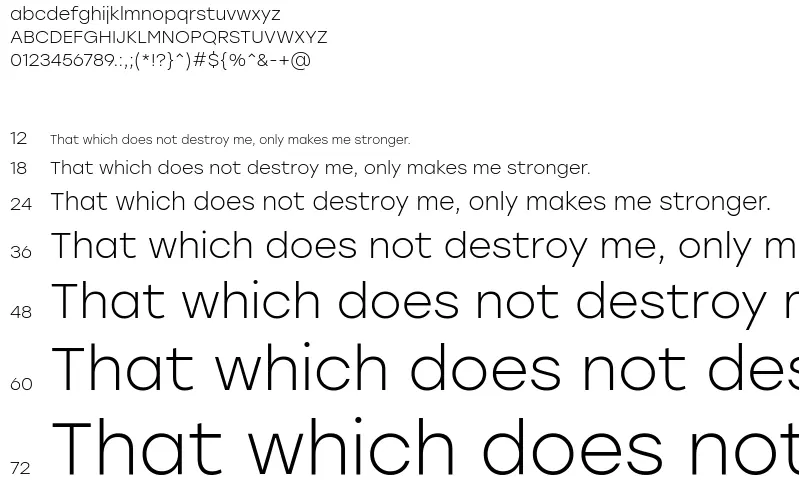 abcdefghijklmnopqrstuvwxyz
ABCDEFGHIJKLMNOPQRSTUVWXYZ
0123456789.:,;(*!?}^)#${%^&-+@
12 That which does not destroy me, only makes me stronger.
18 That which does not destroy me, only makes me stronger.
24 That which does not destroy me, only makes me stronger.
36 That which does not destroy me, only m
48 That which does not destroy
60 That which does not des
72 That which does not